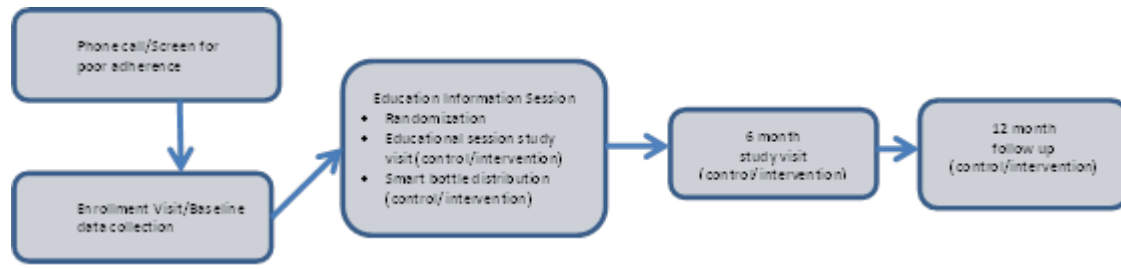 Phone call/Screen for
poor adherence
Enrollment Visit/Baseline
data collection
Education Information Session
• Randomization
• Educational session study
visit (control/intervention)
• Smart bottle distribution
(control/intervention)
6 month
study visit
(control/intervention)
12 month
follow up
(control/intervention)